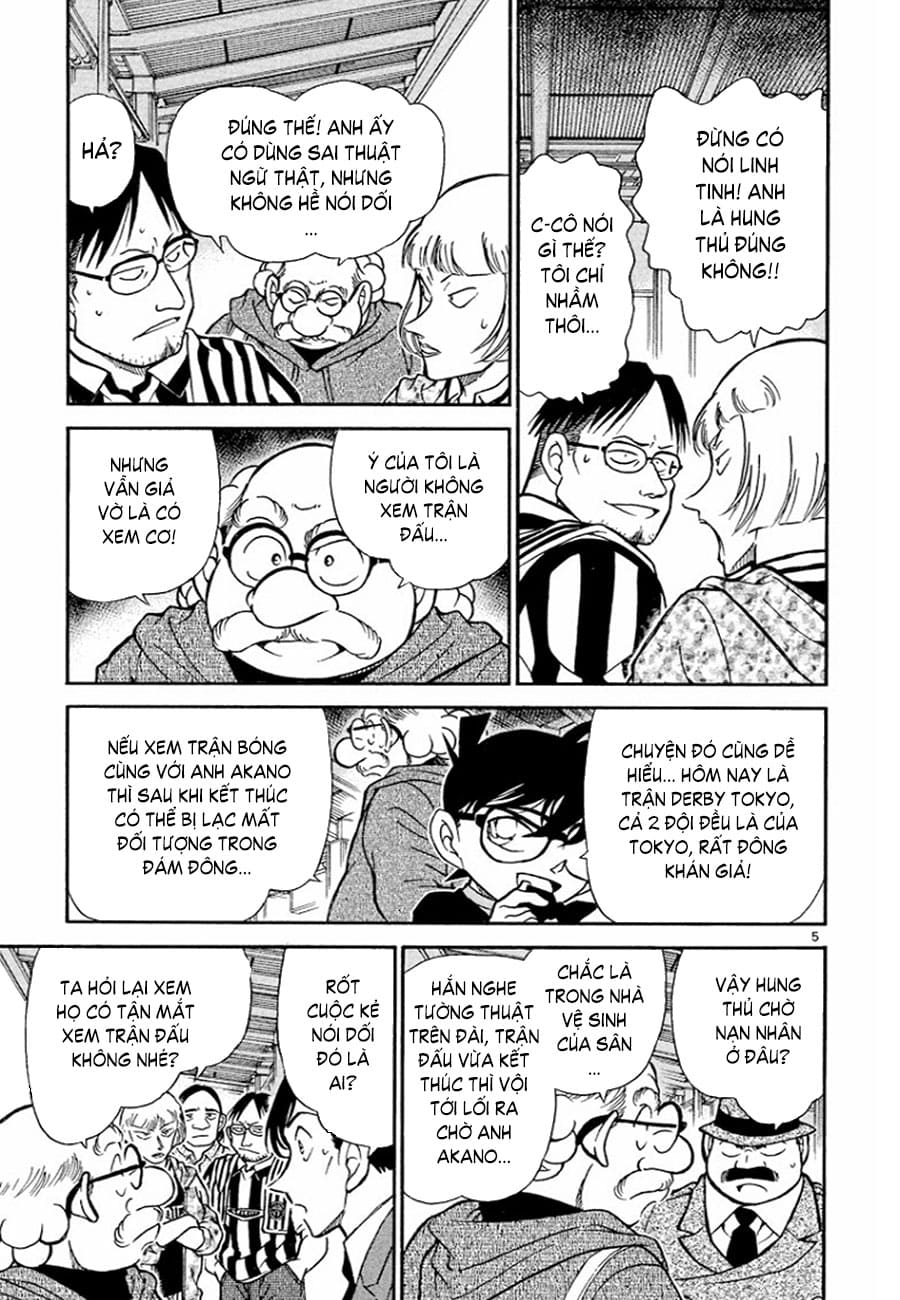 ĐỪNG CÓ
NÓI LINH
TINH! ANH
LÀ HUNG
THỦ ĐÚNG
KHÔNG!!
C-CÔ NÓI
GÌ THẾ?
TÔI CHỈ
NHẦM
THÔI...
ĐÚNG THẾ! ANH ẤY
CÓ DÙNG SAI THUẬT
NGỮ THẬT, NHƯNG
KHÔNG HỀ NÓI DỐI
...
HẢ?
Ý CỦA TÔI LÀ
NGƯỜI KHÔNG
XEM TRẬN
ĐẤU...
NHƯNG
VẪN GIẢ
VỜ LÀ CÓ
XEM CƠ!
CHUYỆN ĐÓ CŨNG DỄ
HIỂU... HÔM NAY LÀ
TRẬN DERBY TOKYO,
CẢ 2 ĐỘI ĐỀU LÀ CỦA
TOKYO, RẤT ĐÔNG
KHÁN GIẢ!
NẾU XEM TRẬN BÓNG
CÙNG VỚI ANH AKANO
THÌ SAU KHI KẾT THÚC
CÓ THỂ BỊ LẠC MẤT
ĐỐI TƯỢNG TRONG
ĐÁM ĐÔNG...
5
VẬY HUNG
THỦ CHỜ
NẠN NHÂN
Ở ĐÂU?
CHẮC LÀ
TRONG NHÀ
VỆ SINH
CỦA SÂN
...
HẮN NGHE
TƯỜNG THUẬT
TRÊN ĐÀI, TRẬN
ĐẤU VỪA KẾT
THÚC THÌ VỘI
TỚI LỐI RA
CHỜ ANH
AKANO...
RỐT
CUỘC KẺ
NÓI DỐI
ĐÓ LÀ
AI?
TA HỎI LẠI XEM
HỌ CÓ TẬN MẮT
XEM TRẬN ĐẤU
KHÔNG NHÉ?